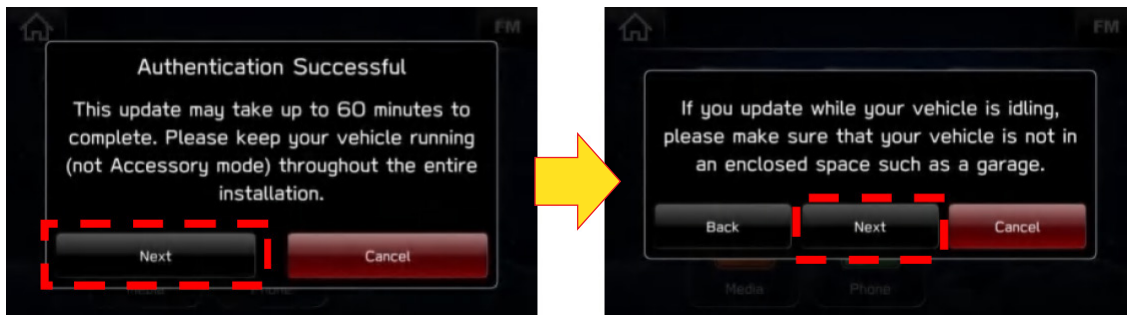 FM
Authentication Successful
This update may take up to 60 minutes to
complete. Please keep your vehicle running
(not Accessory mode) throughout the entire
installation.
Next
Cancel
Media
Phone
FM
If you update while your vehicle is idling,
please make sure that your vehicle is not in
an enclosed space such as a garage.
Back
Next
Cancel
Media
Phone